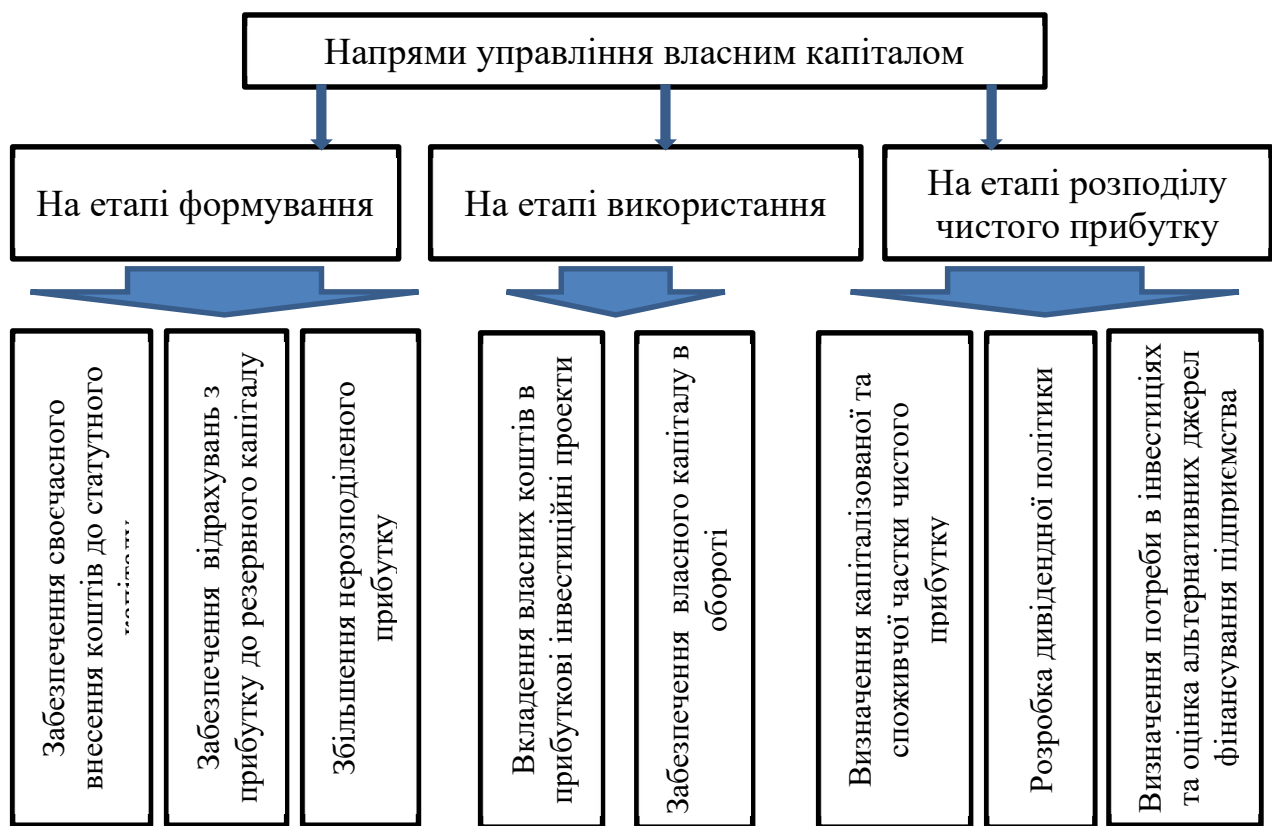 Напрями управління власним капіталом
На етапі формування
На етапі використання
На етапі розподілу
чистого прибутку
Забезпечення своєчасного
внесення коштів до статутного
Забезпечення відрахувань з
прибутку до резервного капіталу
Збільшення нерозподіленого
прибутку
Вкладення власних коштів в
прибуткові інвестиційні проекти
Забезпечення власного капіталу в
обороті
Визначення капіталізованої та
споживчої частки чистого
прибутку
Розробка дивідендної політики
Визначення потреби в інвестиціях
та оцінка альтернативних джерел
фінансування підприємства